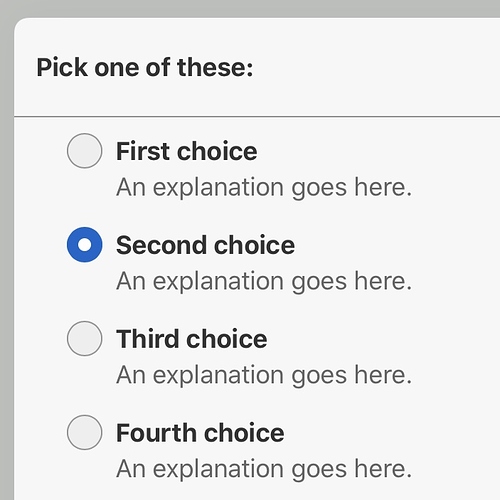 Pick one of these:
First choice
An explanation goes here.
Second choice
An explanation goes here.
Third choice
An explanation goes here.
Fourth choice
An explanation goes here.